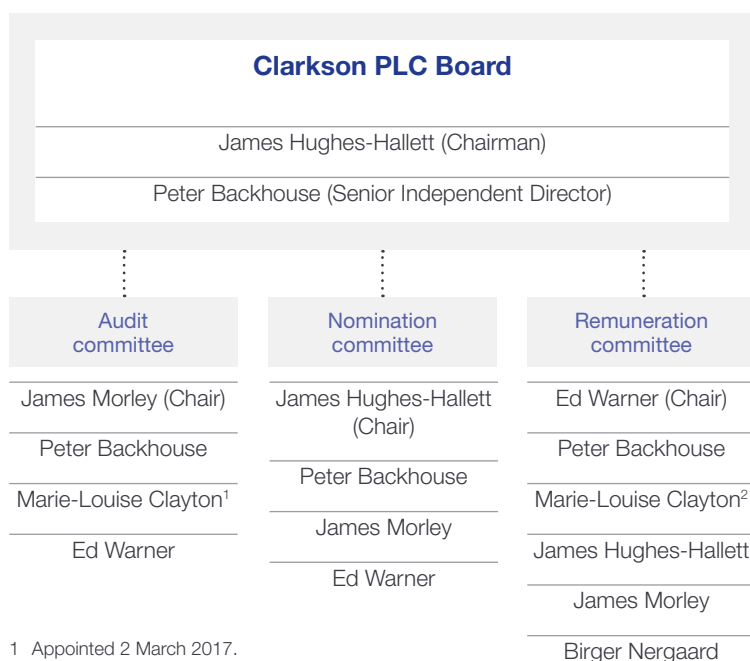 Clarkson PLC Board
James Hughes-Hallett (Chairman)
Peter Backhouse (Senior Independent Director)
Audit
committee
James Morley (Chair)
Peter Backhouse
Marie-Louise Clayton¹
Ed Warner
Nomination
committee
James Hughes-Hallett
(Chair)
Peter Backhouse
James Morley
Ed Warner
Remuneration
committee
Ed Warner (Chair)
Peter Backhouse
Marie-Louise Clayton²
James Hughes-Hallett
James Morley
Birger Nergaard
1 Appointed 2 March 2017.